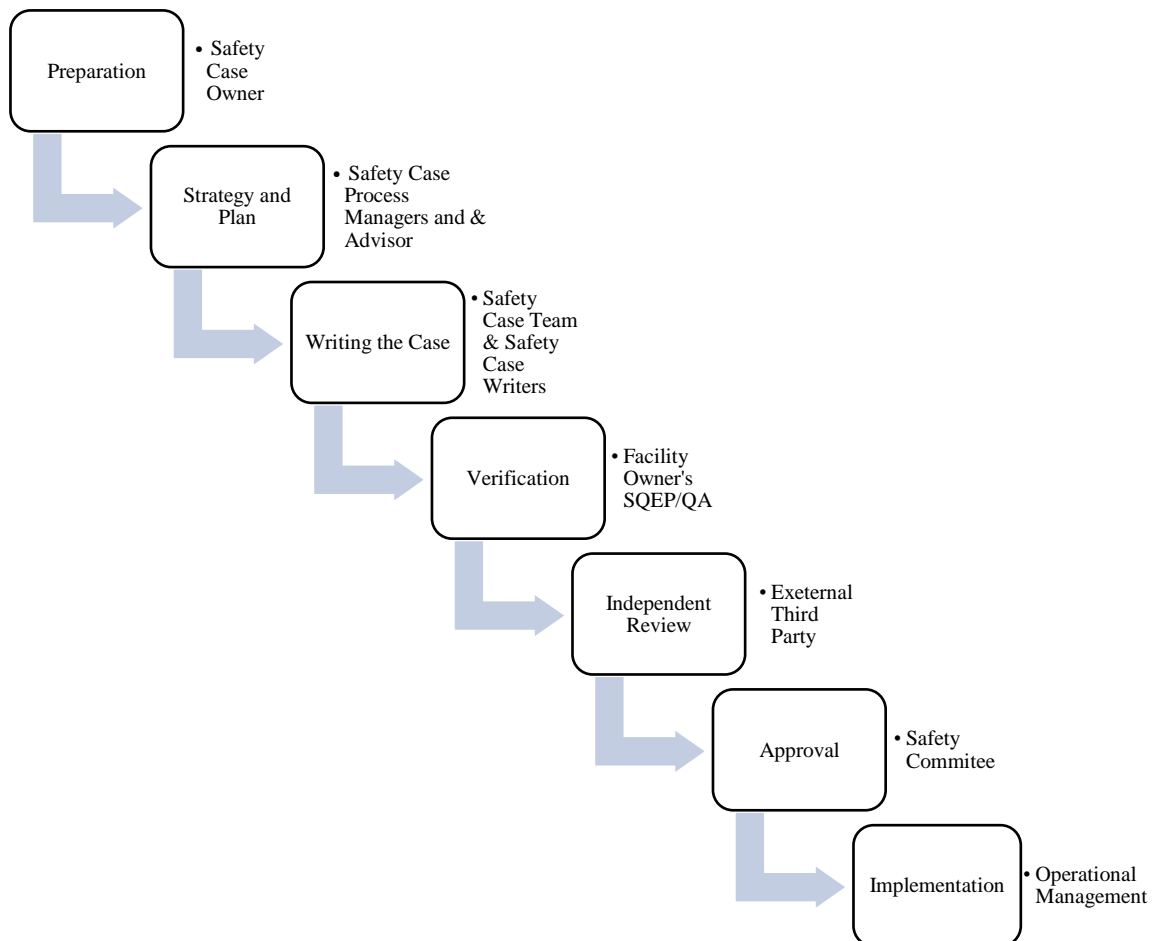 Preparation
• Safety
Case
Owner
Strategy and
Plan
• Safety Case
Process
Managers and &
Advisor
Writing the Case
• Safety
Case Team
& Safety
Case
Writers
Verification
• Facility
Owner's
SQEP/QA
Independent
Review
• Exeternal
Third
Party
Approval
• Safety
Commitee
Implementation
• Operational
Management